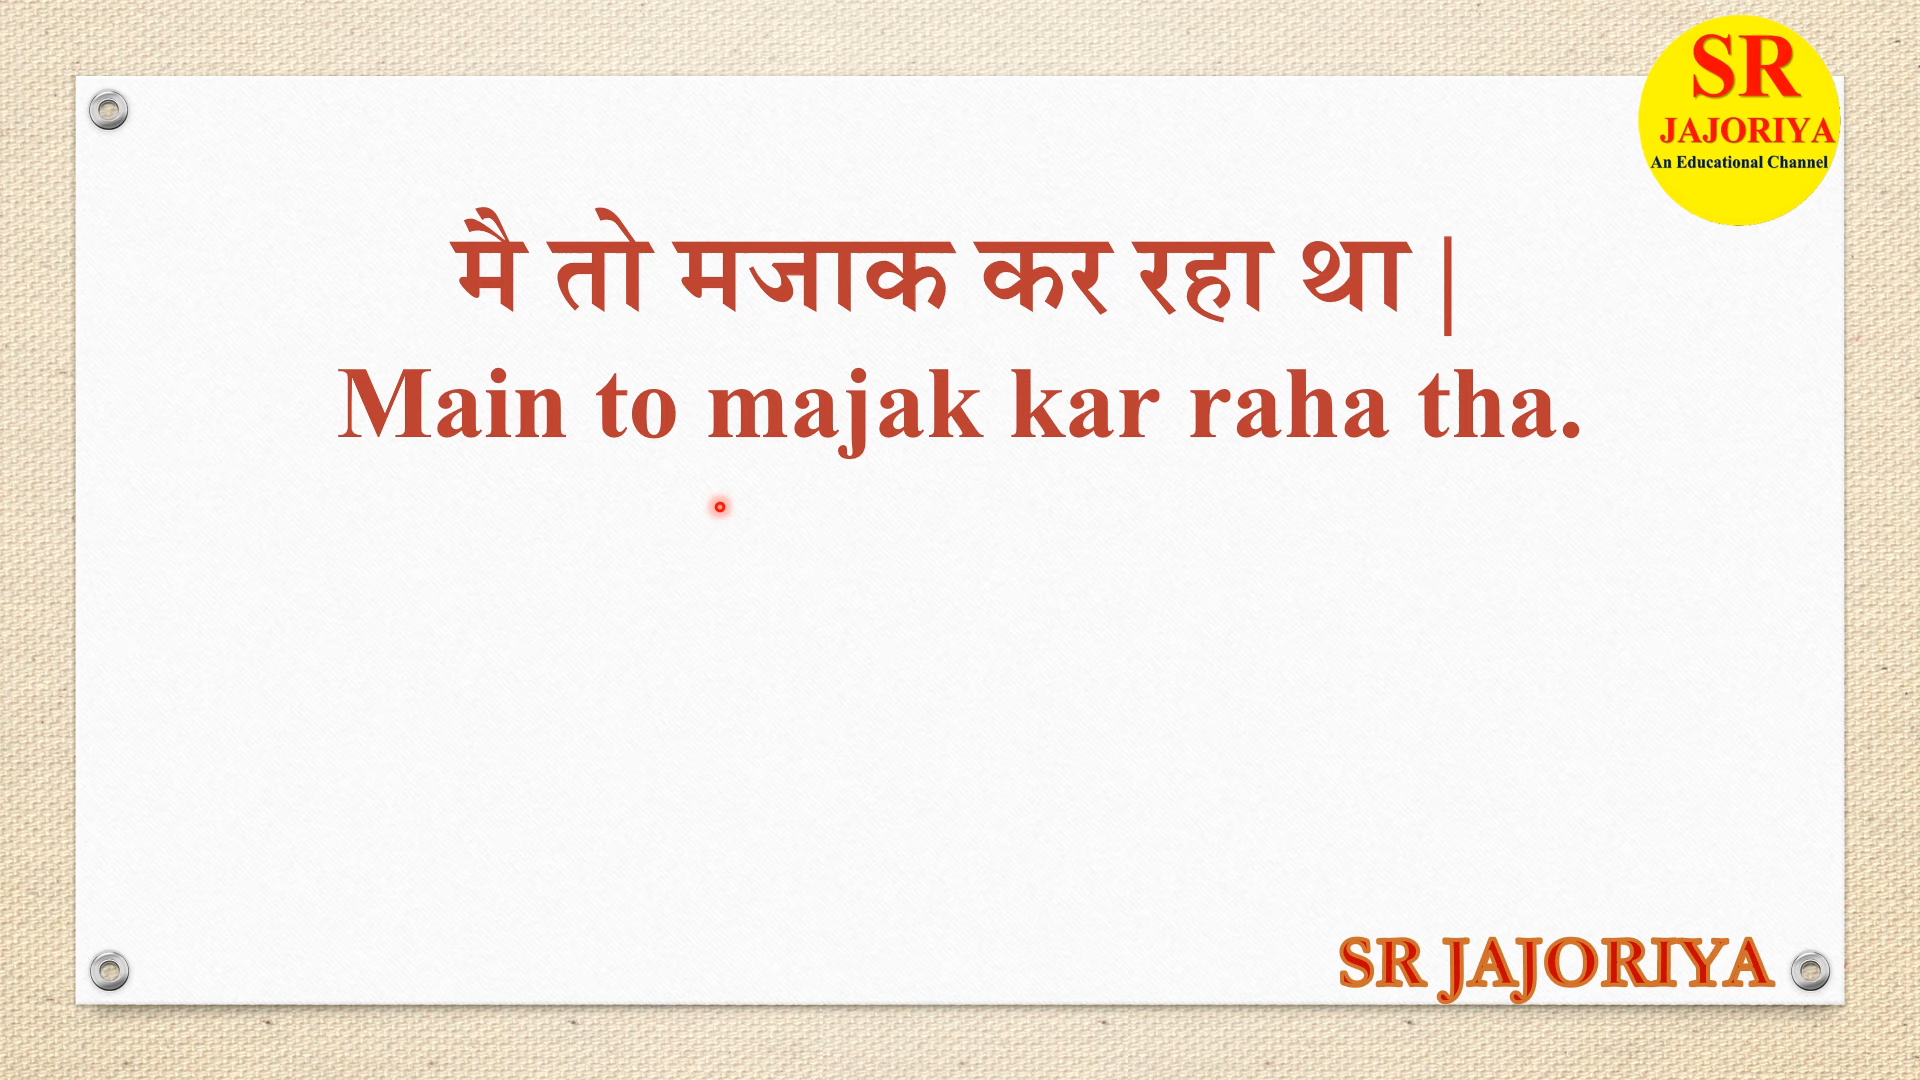 SR
JAJORIYA
An Educational Channel
मै तो मजाक कर रहा था |
Main to majak kar raha tha.
SR JAJORIYA